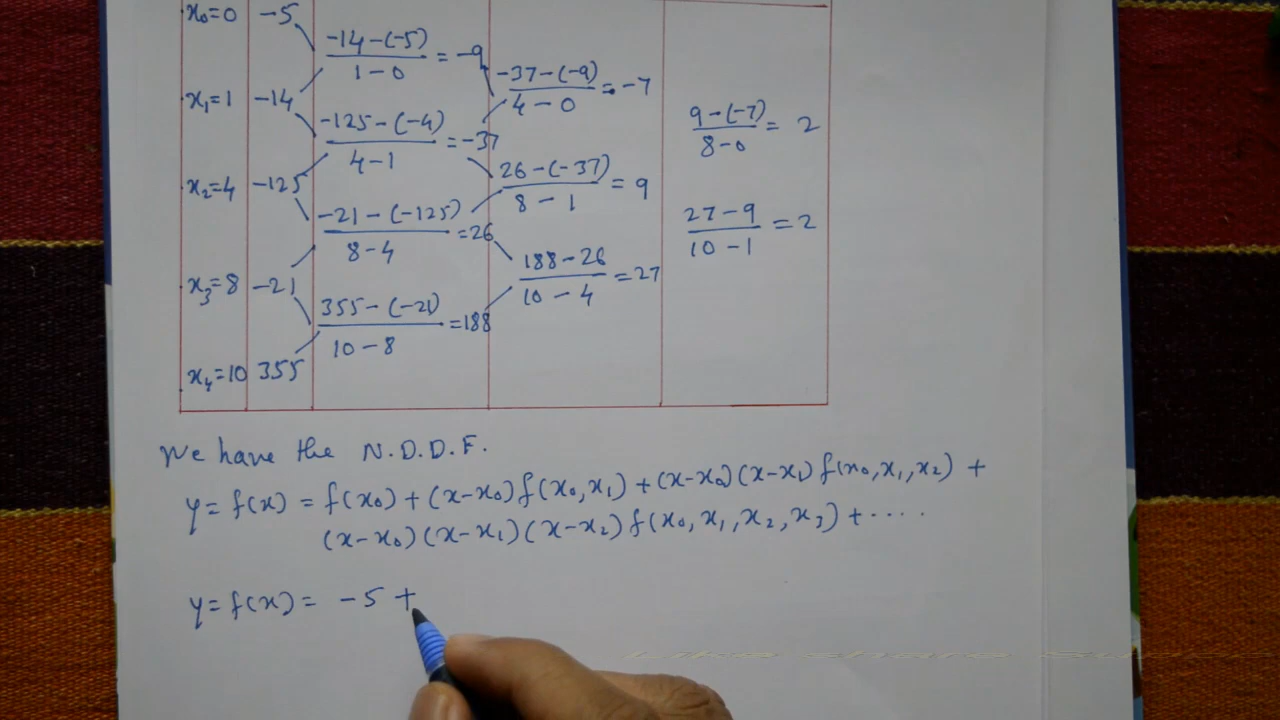 x₀=0 -5
(-14-(-5))/(1-0) = -9
x₁=1 -14
(-37-(-9))/(4-0) = -7
(-125-(-4))/(4-1) = -37
(9-(-7))/(8-0) = 2
x₂=4 -125
(26-(-37))/(8-1) = 9
(-21-(-125))/(8-4) = 26
(27-9)/(10-1) = 2
x₃=8 -21
(188-26)/(10-4) = 27
(355-(-21))/(10-8) = 188
x₄=10 355
We have the N.D.D.F.
y=f(x) = f(x₀)+(x-x₀)f(x₀,x₁)+(x-x₀)(x-x₁)f(x₀,x₁,x₂)+
(x-x₀)(x-x₁)(x-x₂)f(x₀,x₁,x₂,x₃)+....
y=f(x)= -5 +